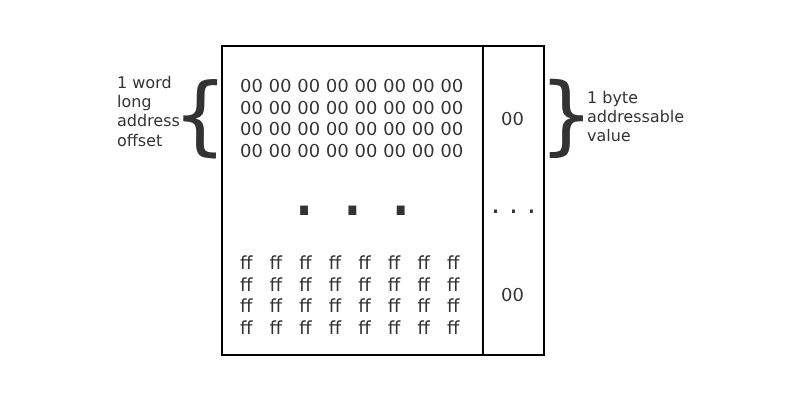 1 word
long
address
offset
00 00 00 00 00 00 00 00
00 00 00 00 00 00 00 00
00 00 00 00 00 00 00 00
00 00 00 00 00 00 00 00
00
1 byte
addressable
value
. . .
. . .
ff ff ff ff ff ff ff ff
ff ff ff ff ff ff ff ff
ff ff ff ff ff ff ff ff
ff ff ff ff ff ff ff ff
00